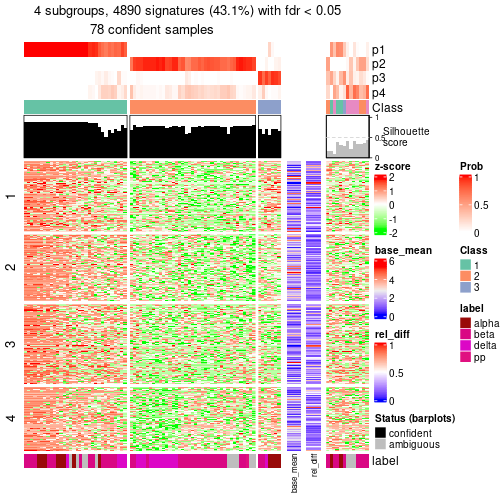 4 subgroups, 4890 signatures (43.1%) with fdr < 0.05
78 confident samples
p1
p2
p3
p4
Class
1
0.5
0
Silhouette
score
1
2
3
4
label
base_mean
rel_diff
z-score
2
1
0
-1
-2
base_mean
6
4
2
0
rel_diff
1
0.5
0
Status (barplots)
confident
ambiguous
Prob
1
0.5
0
Class
1
2
3
label
alpha
beta
delta
pp